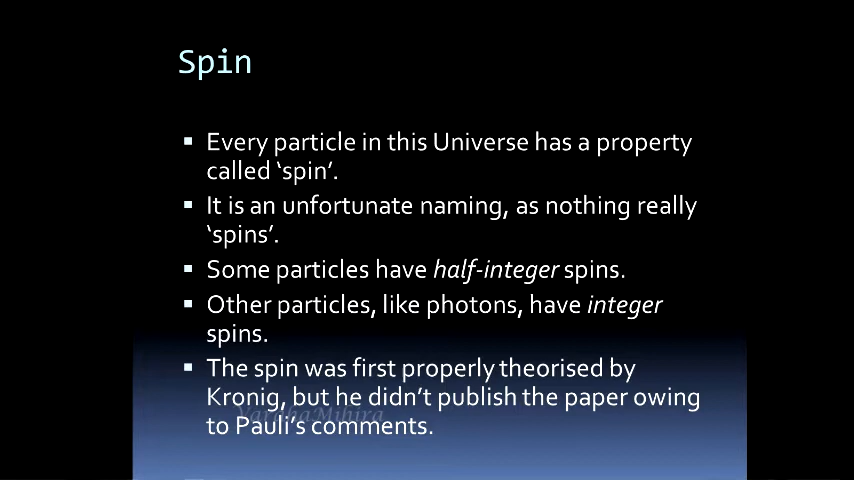 Spin
▪ Every particle in this Universe has a property
called ‘spin’.
▪ It is an unfortunate naming, as nothing really
‘spins’.
▪ Some particles have half-integer spins.
▪ Other particles, like photons, have integer
spins.
▪ The spin was first properly theorised by
Kronig, but he didn’t publish the paper owing
VarahaMihira
to Pauli’s comments.